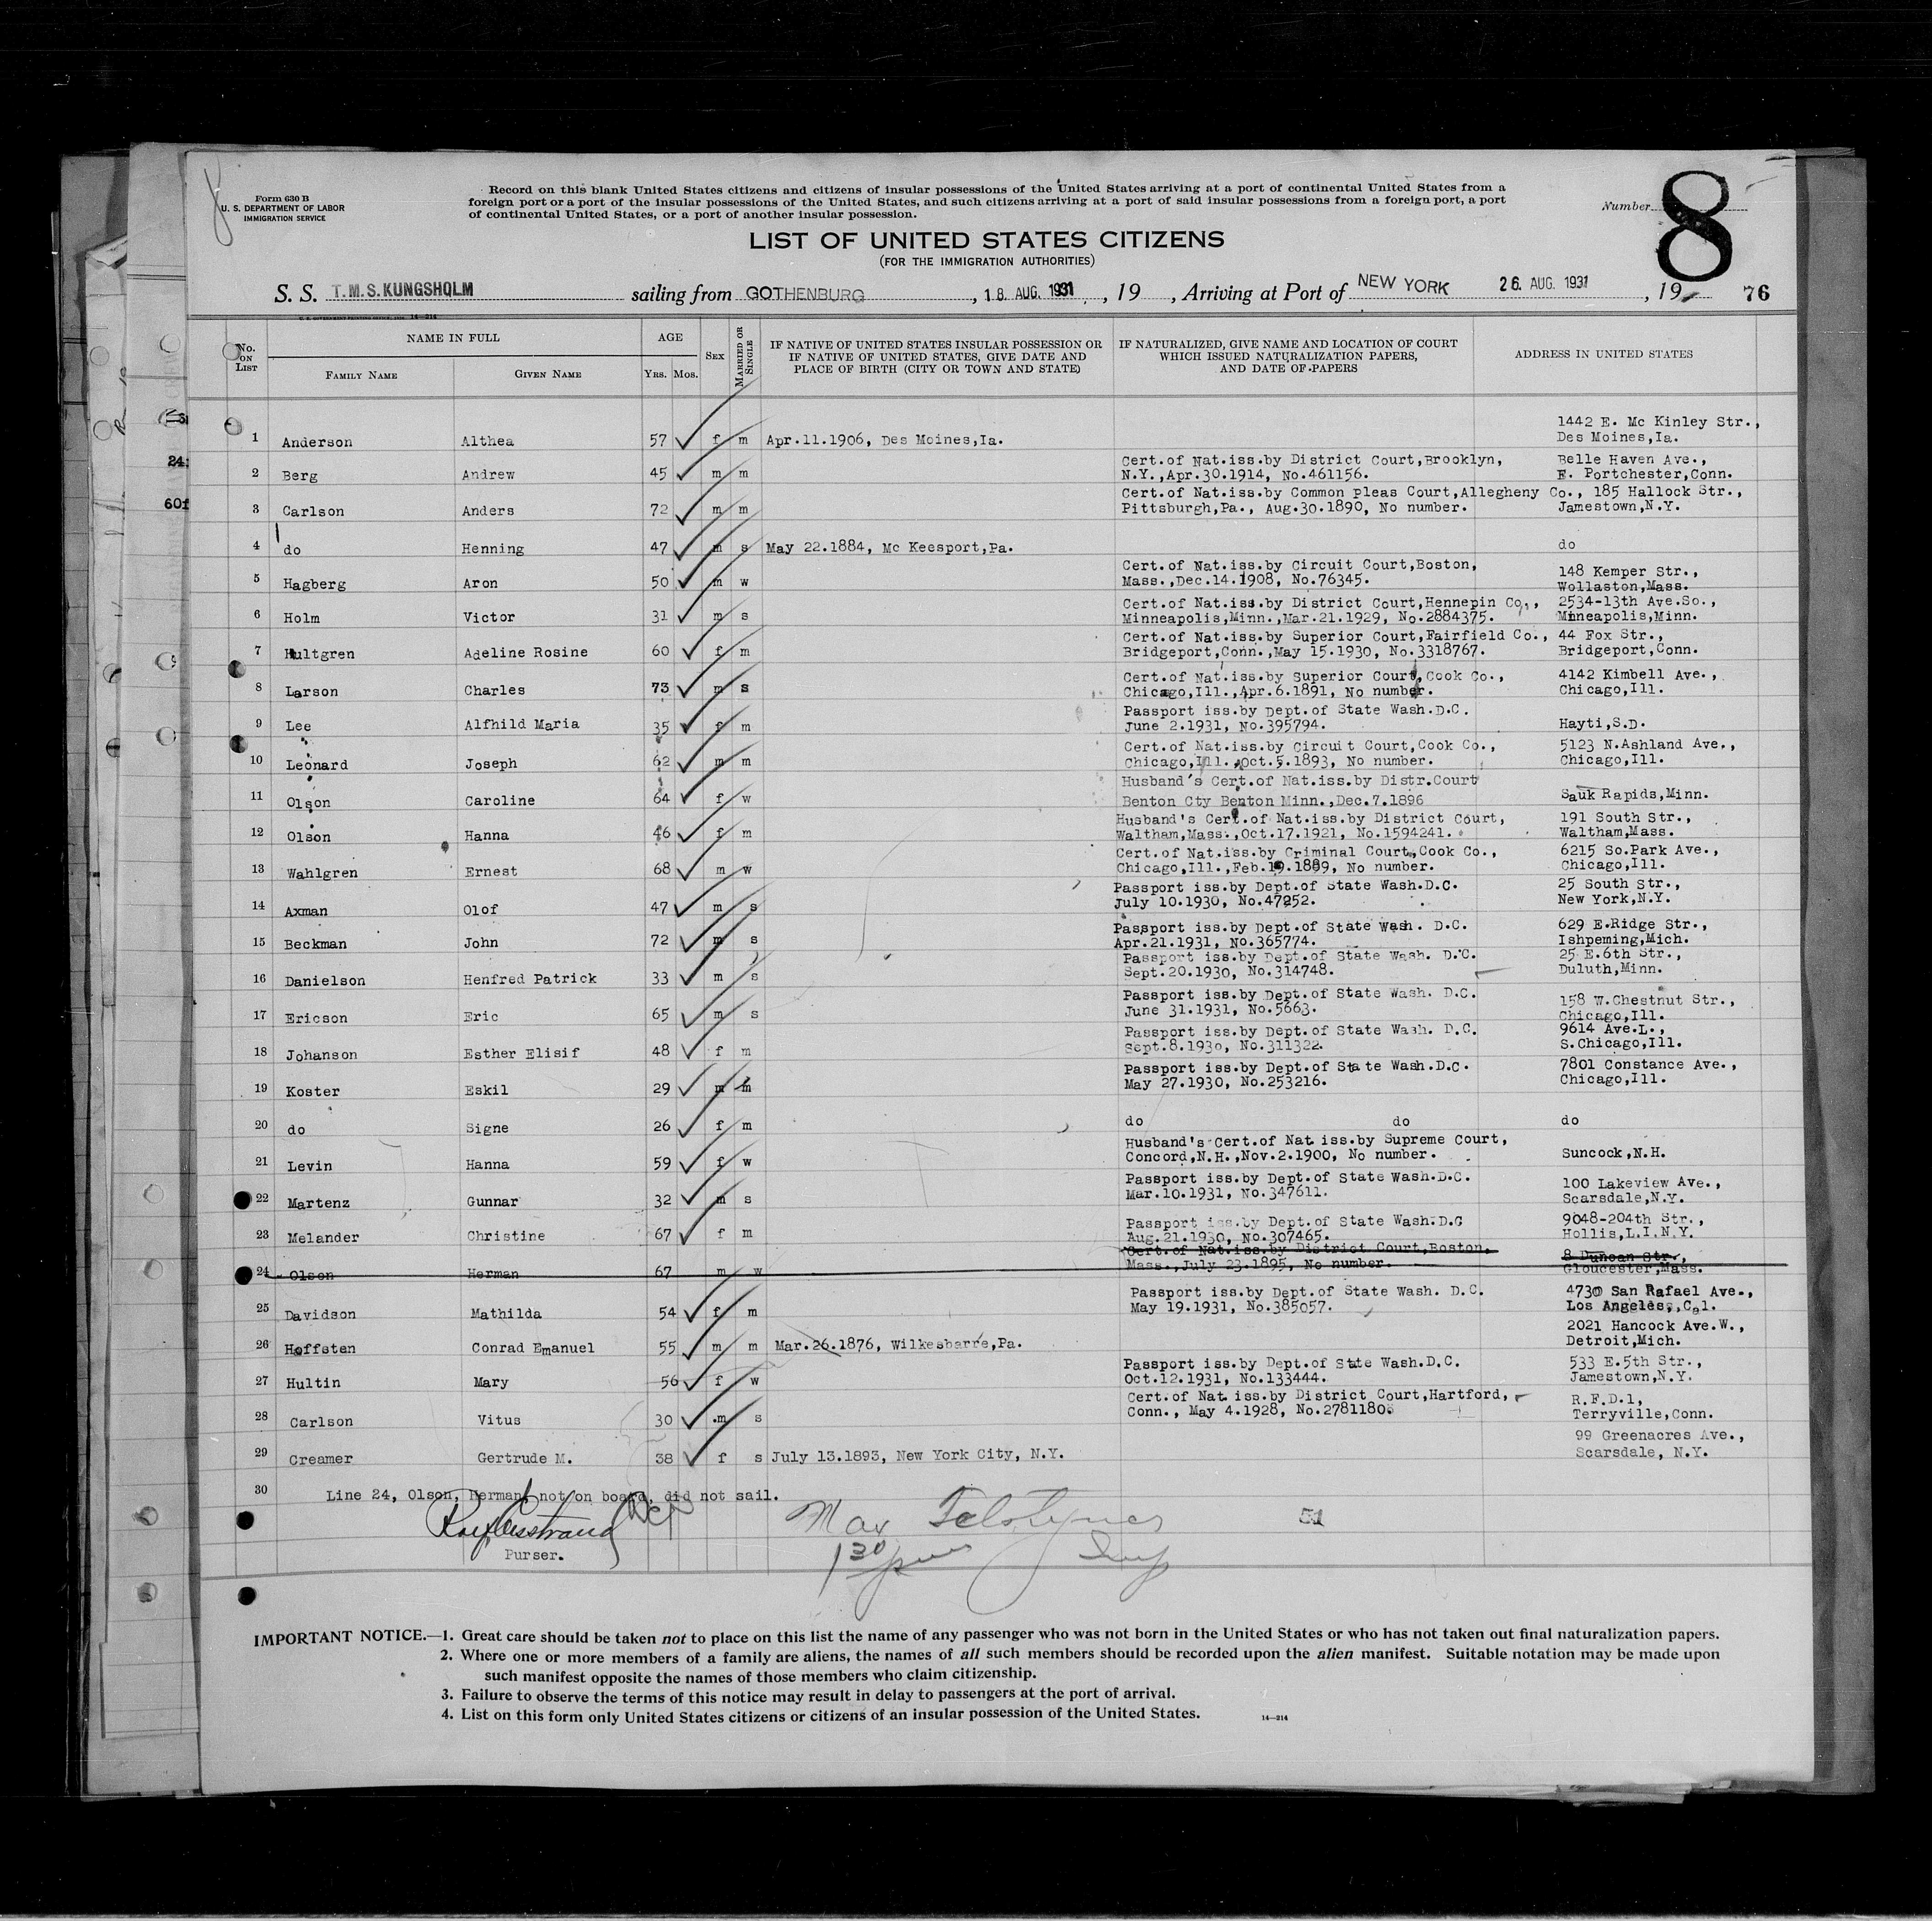 Form 630 B
U. S. DEPARTMENT OF LABOR
IMMIGRATION SERVICE
Record on this blank United States citizens and citizens of insular possessions of the United States arriving at a port of continental United States from a
foreign port or a port of the insular possessions of the United States, and such citizens arriving at a port of said insular possessions from a foreign port, a port
of continental United States, or a port of another insular possession.
Number 8
LIST OF UNITED STATES CITIZENS
(FOR THE IMMIGRATION AUTHORITIES)
S. S. T.M.S. KUNGSHOLM sailing from GOTHENBURG, 18 AUG. 1931, 19 , Arriving at Port of NEW YORK 26. AUG. 1931, 19 76
No. ON LIST
NAME IN FULL
FAMILY NAME GIVEN NAME
AGE
YRS. MOS.
SEX
MARRIED OR SINGLE
IF NATIVE OF UNITED STATES INSULAR POSSESSION OR
IF NATIVE OF UNITED STATES, GIVE DATE AND
PLACE OF BIRTH (CITY OR TOWN AND STATE)
IF NATURALIZED, GIVE NAME AND LOCATION OF COURT
WHICH ISSUED NATURALIZATION PAPERS,
AND DATE OF PAPERS
ADDRESS IN UNITED STATES
1442 E. Mc Kinley Str.,
1 Anderson Althea 57 f m Apr.11.1906, Des Moines,Ia. Des Moines,Ia.
Cert.of Nat.iss.by District Court,Brooklyn, Belle Haven Ave.,
2 Berg Andrew 45 m m N.Y.,Apr.30.1914, No.461156. E. Portchester,Conn.
Cert.of Nat.iss.by Common Pleas Court,Allegheny Co., 185 Hallock Str.,
3 Carlson Anders 72 m m Pittsburgh,Pa., Aug.30.1890, No number. Jamestown,N.Y.
4 do Henning 47 m s May 22.1884, Mc Keesport,Pa. do
Cert.of Nat.iss.by Circuit Court,Boston, 148 Kemper Str.,
5 Hagberg Aron 50 m w Mass.,Dec.14.1908, No.76345. Wollaston,Mass.
Cert.of Nat.iss.by District Court,Hennepin Co., 2534-13th Ave.So.,
6 Holm Victor 31 m s Minneapolis,Minn.,Mar.21.1929, No.2884375. Minneapolis,Minn.
Cert.of Nat.iss.by Superior Court,Fairfield Co., 44 Fox Str.,
7 Hultgren Adeline Rosine 60 f m Bridgeport,Conn.,May 15.1930, No.3318767. Bridgeport,Conn.
Cert.of Nat.iss.by Superior Court,Cook Co., 4142 Kimbell Ave.,
8 Larson Charles 73 m s Chicago,Ill.,Apr.6.1891, No number. Chicago,Ill.
Passport iss.by Dept.of State Wash.D.C.
9 Lee Alfhild Maria 35 f m June 2.1931, No.395794. Hayti,S.D.
Cert.of Nat.iss.by Circuit Court,Cook Co., 5123 N.Ashland Ave.,
10 Leonard Joseph 62 m m Chicago,Ill.,Oct.5.1893, No number. Chicago,Ill.
Husband's Cert.of Nat.iss.by Distr.Court
11 Olson Caroline 64 f w Benton Cty Benton Minn.,Dec.7.1896 Sauk Rapids,Minn.
Husband's Cert.of Nat.iss.by District Court, 191 South Str.,
12 Olson Hanna 46 f m Waltham,Mass.,Oct.17.1921, No.1594241. Waltham,Mass.
Cert.of Nat.iss.by Criminal Court,Cook Co., 6215 So.Park Ave.,
13 Wahlgren Ernest 68 m w Chicago,Ill.,Feb.19.1889, No number. Chicago,Ill.
Passport iss.by Dept.of State Wash.D.C. 25 South Str.,
14 Axman Olof 47 m s July 10.1930, No.47252. New York,N.Y.
Passport iss.by Dept.of State Wash. D.C. 629 E.Ridge Str.,
15 Beckman John 72 m s Apr.21.1931, No.365774. Ishpeming,Mich.
Passport iss.by Dept.of State Wash. D.C. 25 E.6th Str.,
16 Danielson Henfred Patrick 33 m s Sept.20.1930, No.314748. Duluth,Minn.
Passport iss.by Dept.of State Wash. D.C. 158 W.Chestnut Str.,
17 Ericson Eric 65 m s June 31.1931, No.5663. Chicago,Ill.
Passport iss.by Dept.of State Wash. D.C. 9614 Ave.L.,
18 Johanson Esther Elisif 48 f m Sept.8.1930, No.311322. S.Chicago,Ill.
Passport iss.by Dept.of State Wash.D.C. 7801 Constance Ave.,
19 Koster Eskil 29 m m May 27.1930, No.253216. Chicago,Ill.
20 do Signe 26 f m do do do
Husband's Cert.of Nat iss.by Supreme Court,
21 Levin Hanna 59 f w Concord,N.H.,Nov.2.1900, No number. Suncock,N.H.
Passport iss.by Dept.of State Wash.D.C. 100 Lakeview Ave.,
22 Martenz Gunnar 32 m s Mar.10.1931, No.347611. Scarsdale,N.Y.
Passport iss.by Dept.of State Wash.D.C 9048-204th Str.,
23 Melander Christine 67 f m Aug.21.1930, No.307465. Hollis,L.I.N.Y.
Cert.of Nat.iss.by District Court,Boston, 8 Duncan Str.,
24 Olson Herman 67 m w Mass.,July 23.1895, No number. Gloucester,Mass.
Passport iss.by Dept.of State Wash. D.C. 4730 San Rafael Ave.,
25 Davidson Mathilda 54 f m May 19.1931, No.385057. Los Angeles,Cal.
2021 Hancock Ave.W.,
26 Hoffsten Conrad Emanuel 55 m m Mar.26.1876, Wilkesbarre,Pa. Detroit,Mich.
Passport iss.by Dept.of State Wash.D.C. 533 E.5th Str.,
27 Hultin Mary 56 f w Oct.12.1931, No.133444. Jamestown,N.Y.
Cert.of Nat.iss.by District Court,Hartford, R.F.D.1,
28 Carlson Vitus 30 m s Conn., May 4.1928, No.2781180. Terryville,Conn.
99 Greenacres Ave.,
29 Creamer Gertrude M. 38 f s July 13.1893, New York City, N.Y. Scarsdale, N.Y.
30 Line 24, Olson, Herman, not on board, did not sail.
Max
51
Purser.
1 30 pm
Insp
IMPORTANT NOTICE.—1. Great care should be taken not to place on this list the name of any passenger who was not born in the United States or who has not taken out final naturalization papers.
2. Where one or more members of a family are aliens, the names of all such members should be recorded upon the alien manifest. Suitable notation may be made upon
such manifest opposite the names of those members who claim citizenship.
3. Failure to observe the terms of this notice may result in delay to passengers at the port of arrival.
4. List on this form only United States citizens or citizens of an insular possession of the United States.
14—214